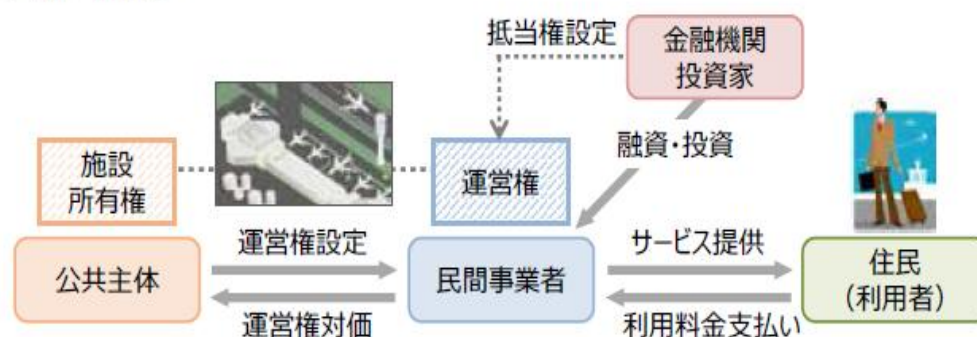 抵当権設定
金融機関
投資家
融資・投資
施設
所有権
運営権
運営権設定
サービス提供
公共主体
民間事業者
住民
（利用者）
運営権対価
利用料金支払い